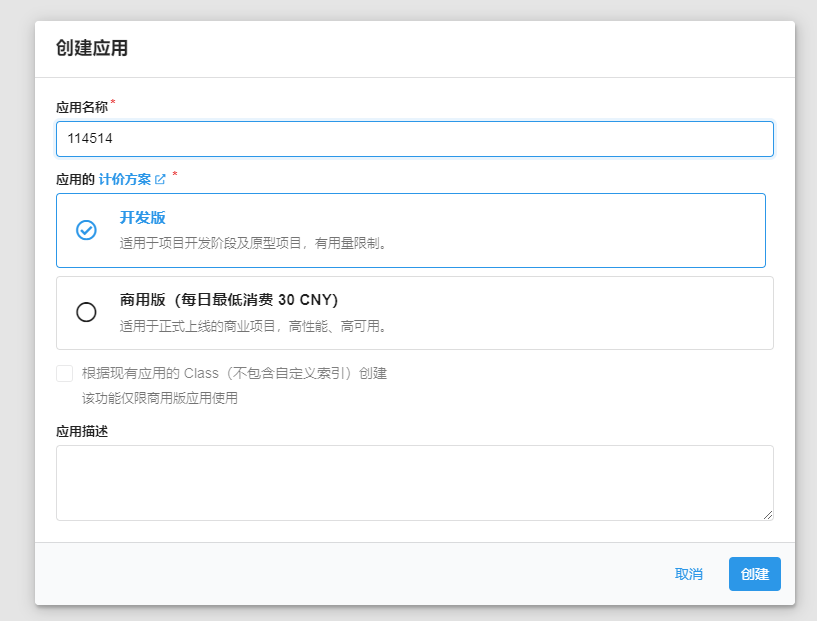 创建应用
应用名称*
114514
应用的 计价方案 *
开发版
适用于项目开发阶段及原型项目，有用量限制。
商用版（每日最低消费 30 CNY）
适用于正式上线的商业项目，高性能、高可用。
根据现有应用的 Class（不包含自定义索引）创建
该功能仅限商用版应用使用
应用描述
取消
创建